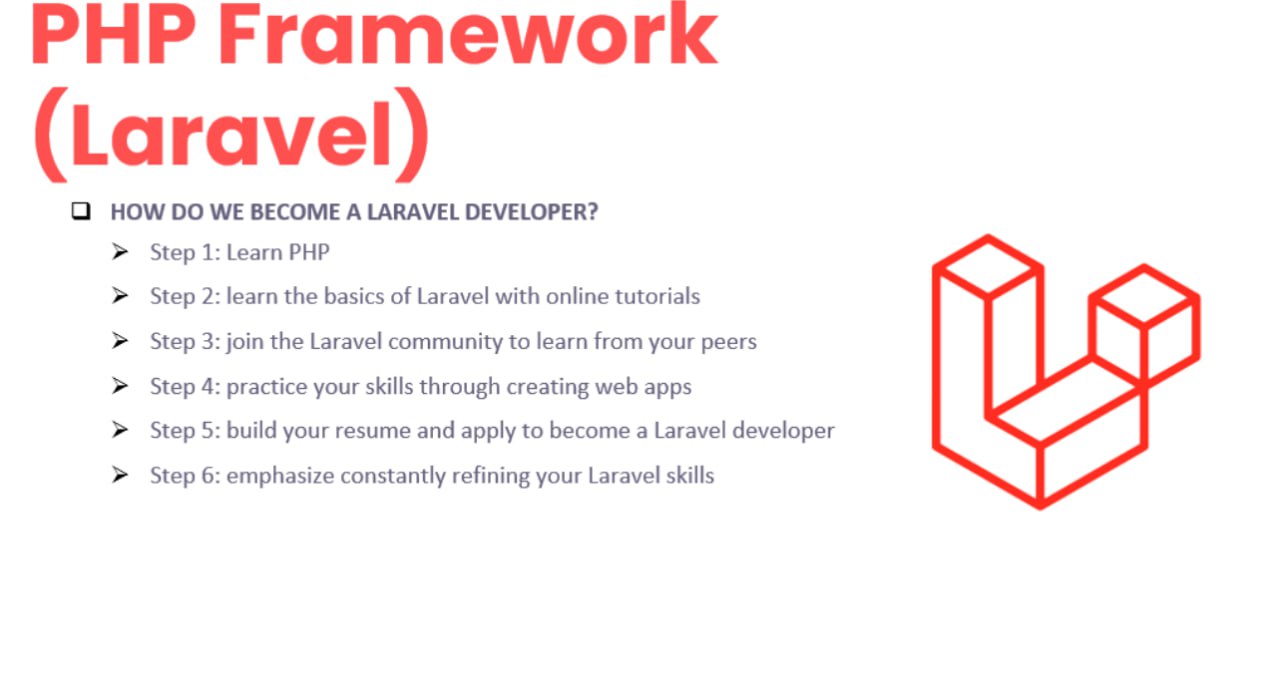 PHP Framework
(Laravel)
HOW DO WE BECOME A LARAVEL DEVELOPER?
Step 1: Learn PHP
Step 2: learn the basics of Laravel with online tutorials
Step 3: join the Laravel community to learn from your peers
Step 4: practice your skills through creating web apps
Step 5: build your resume and apply to become a Laravel developer
Step 6: emphasize constantly refining your Laravel skills